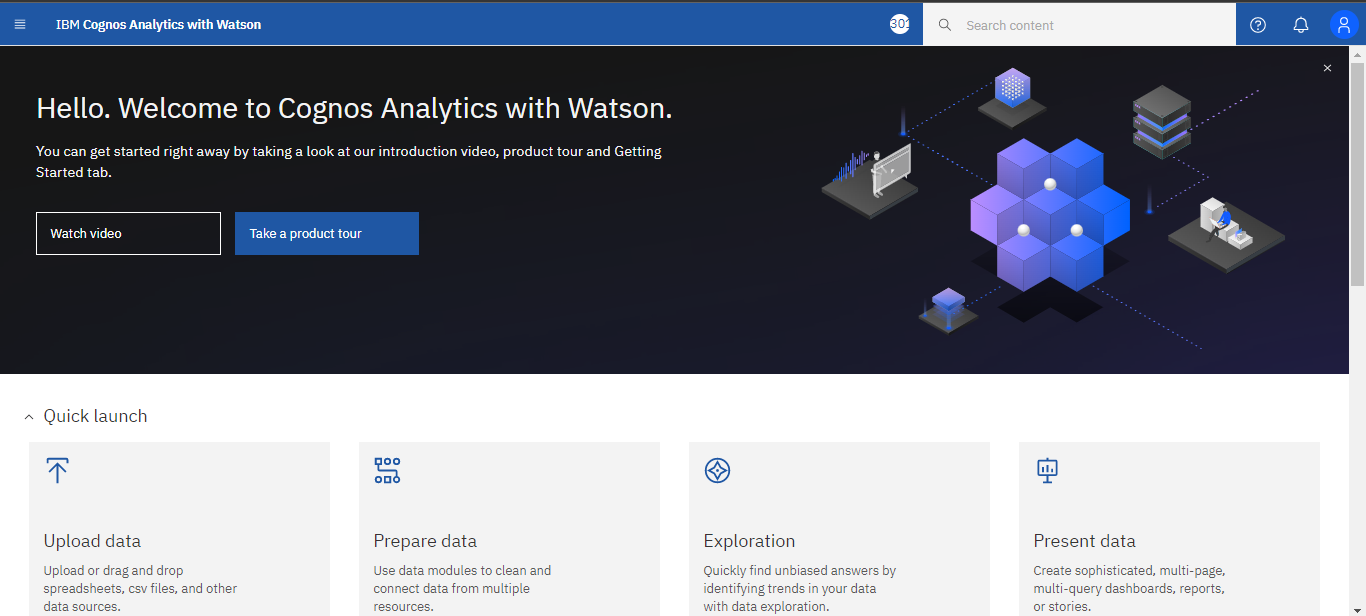 IBM Cognos Analytics with Watson
301
Search content
Hello. Welcome to Cognos Analytics with Watson.
You can get started right away by taking a look at our introduction video, product tour and Getting
Started tab.
Watch video
Take a product tour
Quick launch
Upload data
Upload or drag and drop
spreadsheets, csv files, and other
data sources.
Prepare data
Use data modules to clean and
connect data from multiple
resources.
Exploration
Quickly find unbiased answers by
identifying trends in your data
with data exploration.
Present data
Create sophisticated, multi-page,
multi-query dashboards, reports,
or stories.